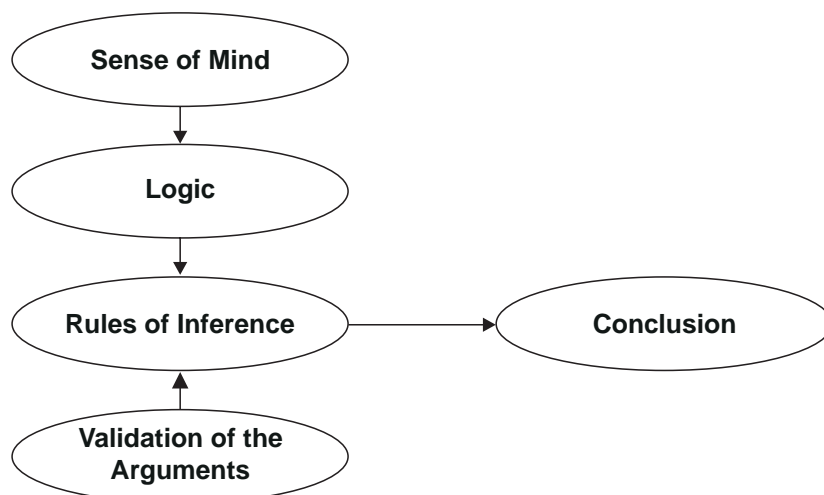 Sense of Mind
Logic
Rules of Inference
Conclusion
Validation of the
Arguments